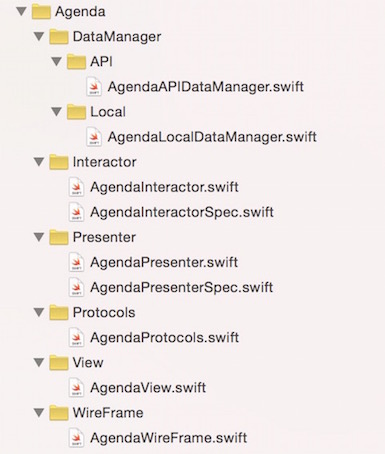 Agenda
DataManager
API
AgendaAPIDataManager.swift
Local
AgendaLocalDataManager.swift
Interactor
AgendaInteractor.swift
AgendaInteractorSpec.swift
Presenter
AgendaPresenter.swift
AgendaPresenterSpec.swift
Protocols
AgendaProtocols.swift
View
AgendaView.swift
WireFrame
AgendaWireFrame.swift